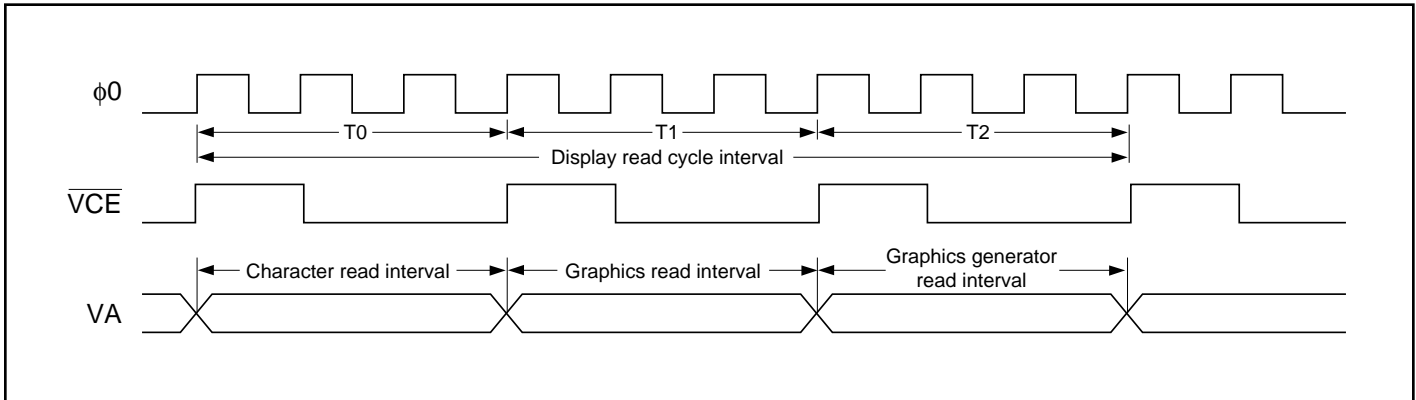 ϕ0
T0 T1 T2
Display read cycle interval
VCE
Character read interval Graphics read interval Graphics generator
read interval
VA